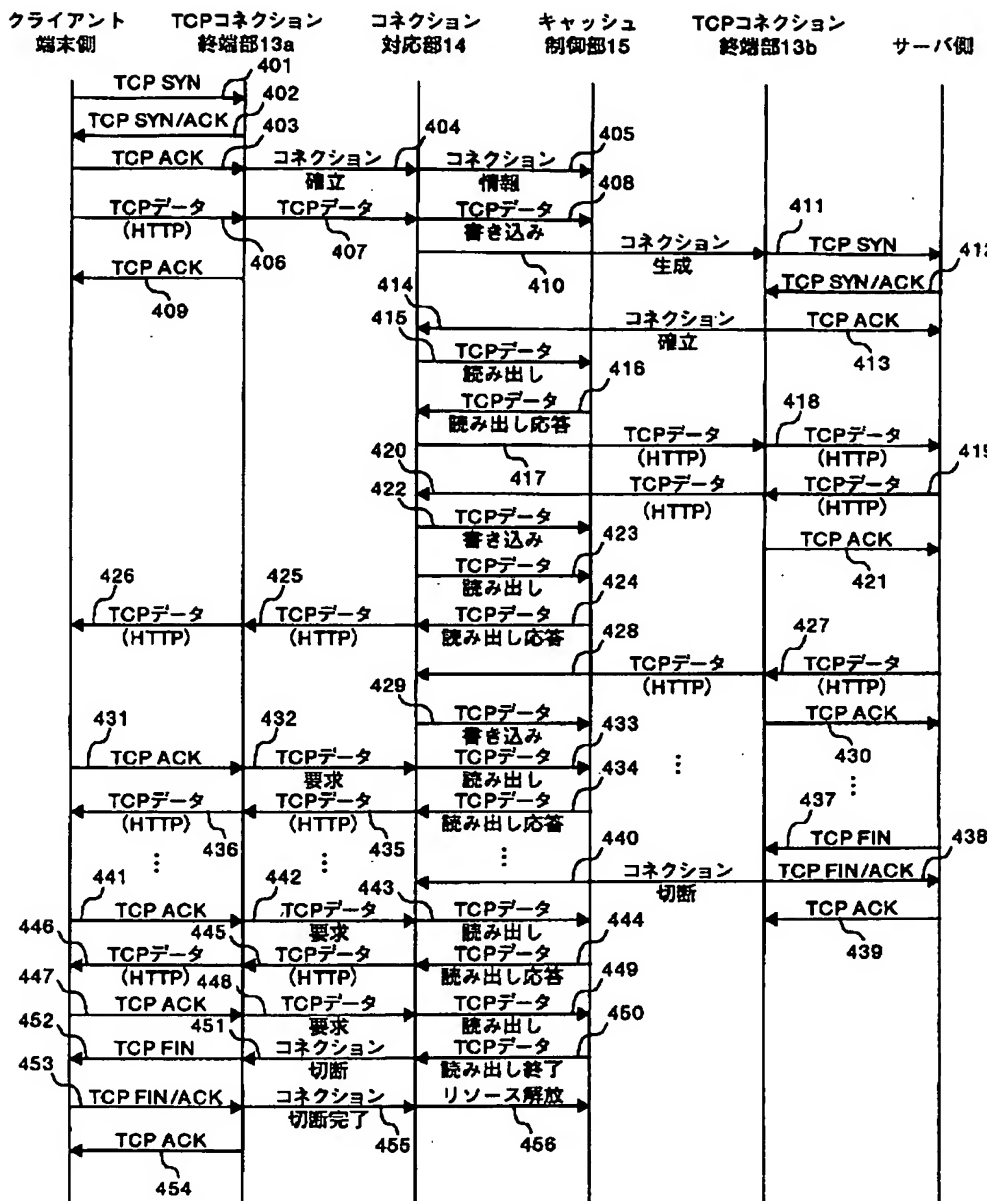 クライアント
端末側
TCPコネクション
終端部13a
コネクション
対応部14
キャッシュ
制御部15
TCPコネクション
終端部13b
サーバ側
TCP SYN
401
TCP SYN/ACK
402
TCP ACK
403
コネクション
確立
404
コネクション
情報
405
TCPデータ
(HTTP)
406
TCPデータ
407
TCPデータ
書き込み
408
TCP ACK
409
コネクション
生成
410
411
TCP SYN
412
TCP SYN/ACK
414
コネクション
確立
TCP ACK
413
415
TCPデータ
読み出し
416
TCPデータ
読み出し応答
417
TCPデータ
(HTTP)
418
TCPデータ
(HTTP)
419
TCPデータ
(HTTP)
420
TCPデータ
(HTTP)
422
TCPデータ
書き込み
TCP ACK
421
423
TCPデータ
読み出し
424
TCPデータ
読み出し応答
425
TCPデータ
(HTTP)
426
TCPデータ
(HTTP)
427
TCPデータ
(HTTP)
428
TCPデータ
(HTTP)
429
TCPデータ
書き込み
TCP ACK
430
431
TCP ACK
432
TCPデータ
要求
433
TCPデータ
読み出し
434
TCPデータ
読み出し応答
TCPデータ
(HTTP)
435
TCPデータ
(HTTP)
436
437
TCP FIN
438
TCP FIN/ACK
440
コネクション
切断
TCP ACK
439
441
TCP ACK
442
TCPデータ
要求
443
TCPデータ
読み出し
444
TCPデータ
読み出し応答
445
TCPデータ
(HTTP)
446
TCPデータ
(HTTP)
447
TCP ACK
448
TCPデータ
要求
449
TCPデータ
読み出し
450
TCPデータ
読み出し終了
451
コネクション
切断
452
TCP FIN
453
TCP FIN/ACK
コネクション
切断完了
455
リソース解放
456
TCP ACK
454